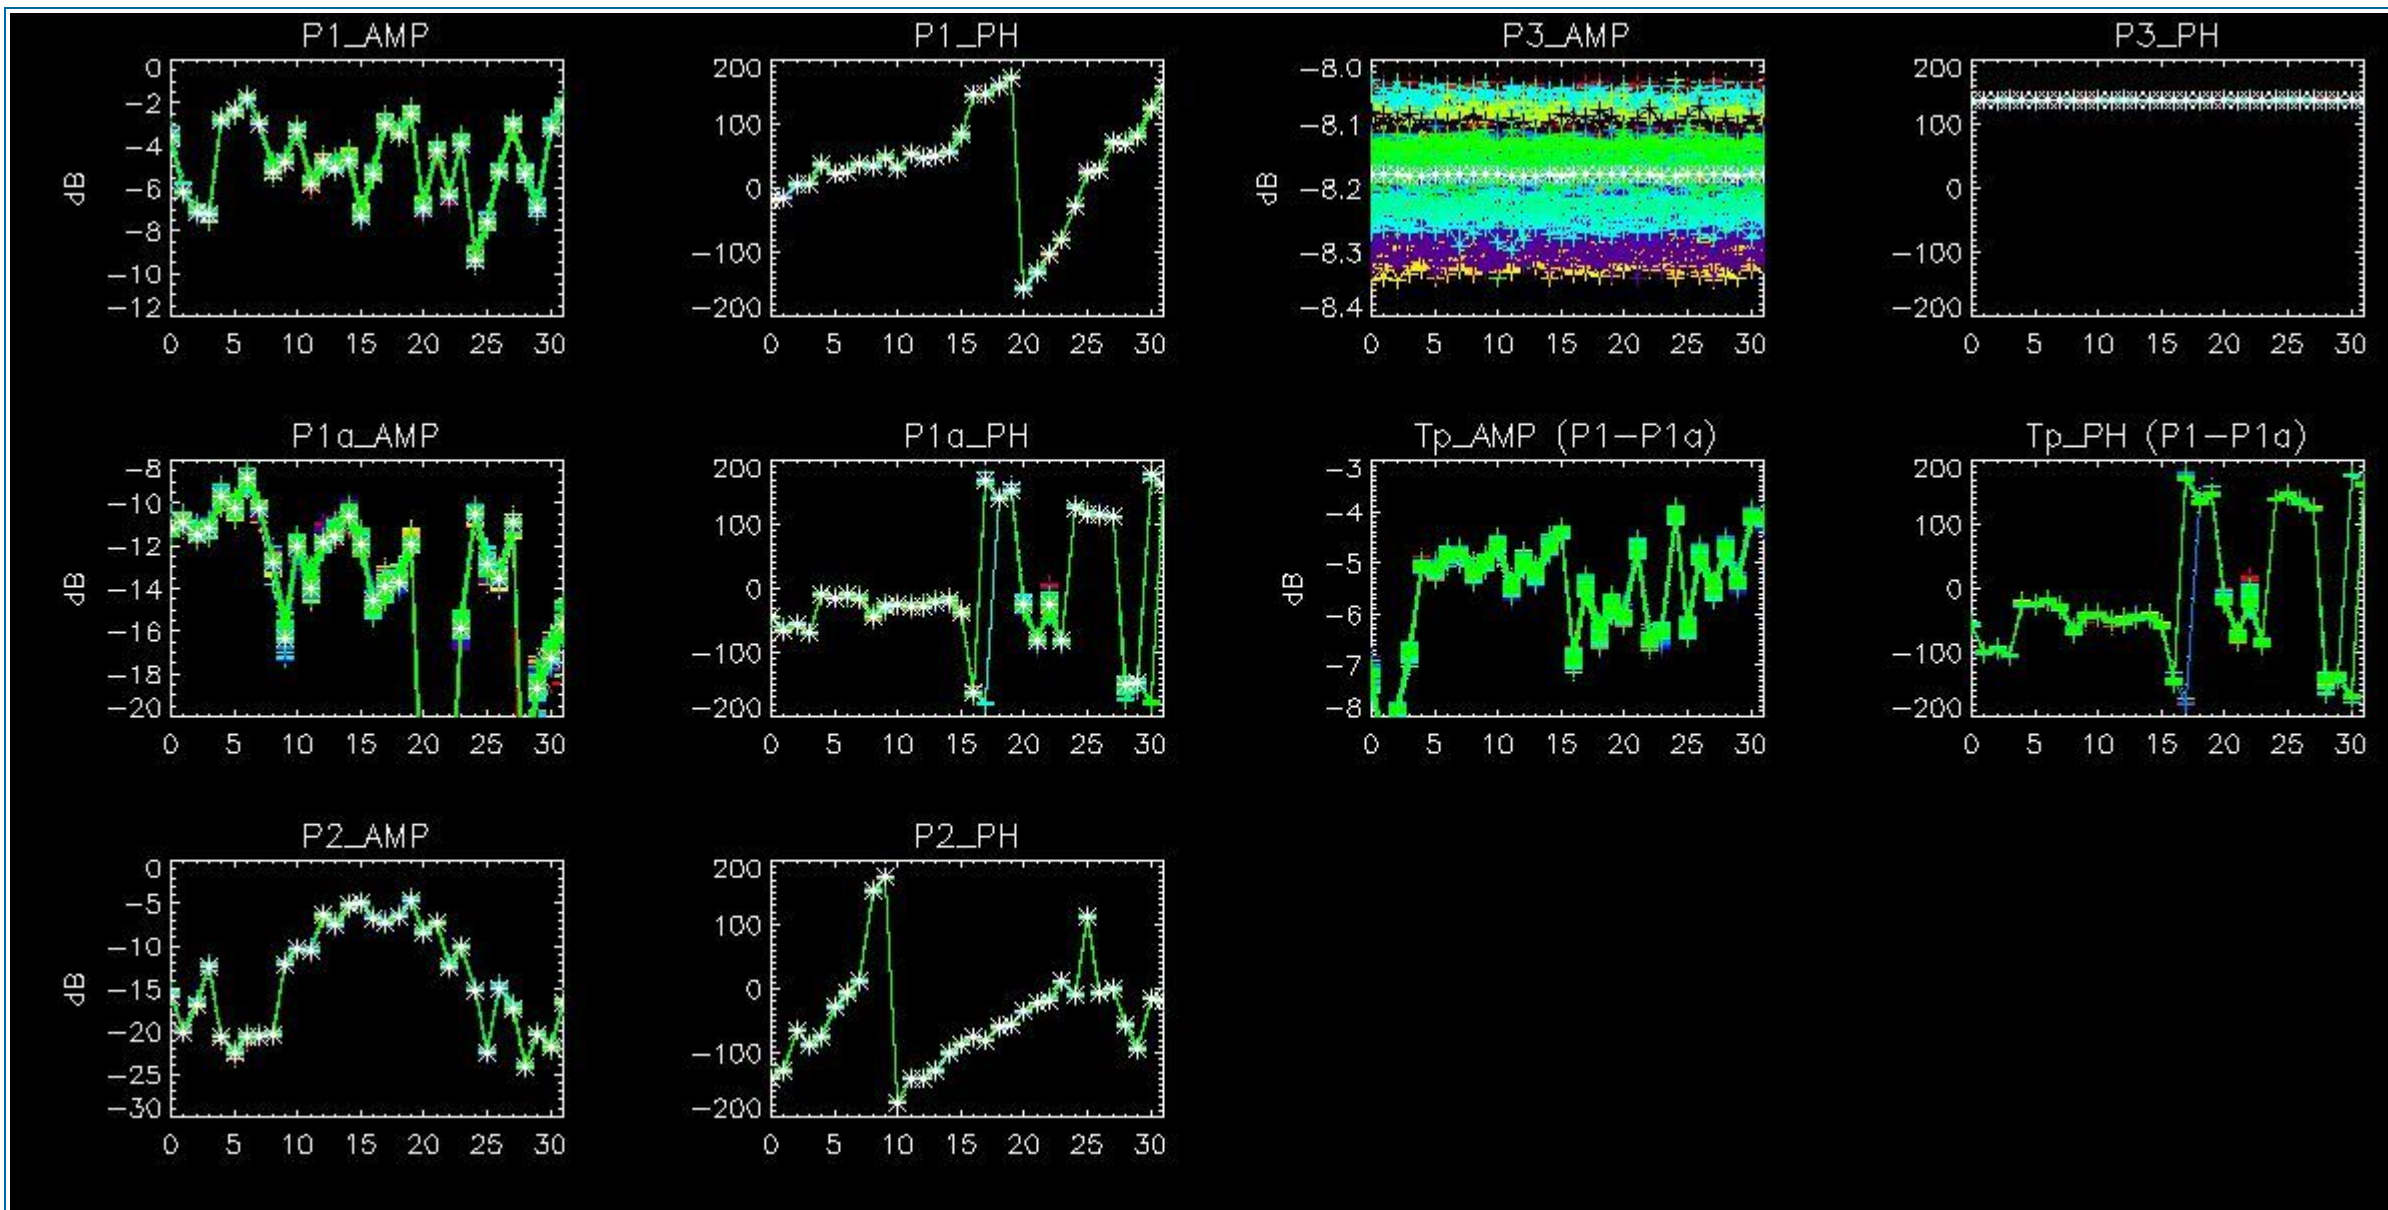 P1_AMP
0
−2
−4
−6
−8
−10
−12
dB
0 5 10 15 20 25 30
P1_PH
200
100
0
−100
−200
0 5 10 15 20 25 30
P3_AMP
−8.0
−8.1
−8.2
−8.3
−8.4
dB
0 5 10 15 20 25 30
P3_PH
200
100
0
−100
−200
0 5 10 15 20 25 30
P1a_AMP
−8
−10
−12
−14
−16
−18
−20
dB
0 5 10 15 20 25 30
P1a_PH
200
100
0
−100
−200
0 5 10 15 20 25 30
Tp_AMP (P1−P1a)
−3
−4
−5
−6
−7
−8
dB
0 5 10 15 20 25 30
Tp_PH (P1−P1a)
200
100
0
−100
−200
0 5 10 15 20 25 30
P2_AMP
0
−5
−10
−15
−20
−25
−30
dB
0 5 10 15 20 25 30
P2_PH
200
100
0
−100
−200
0 5 10 15 20 25 30